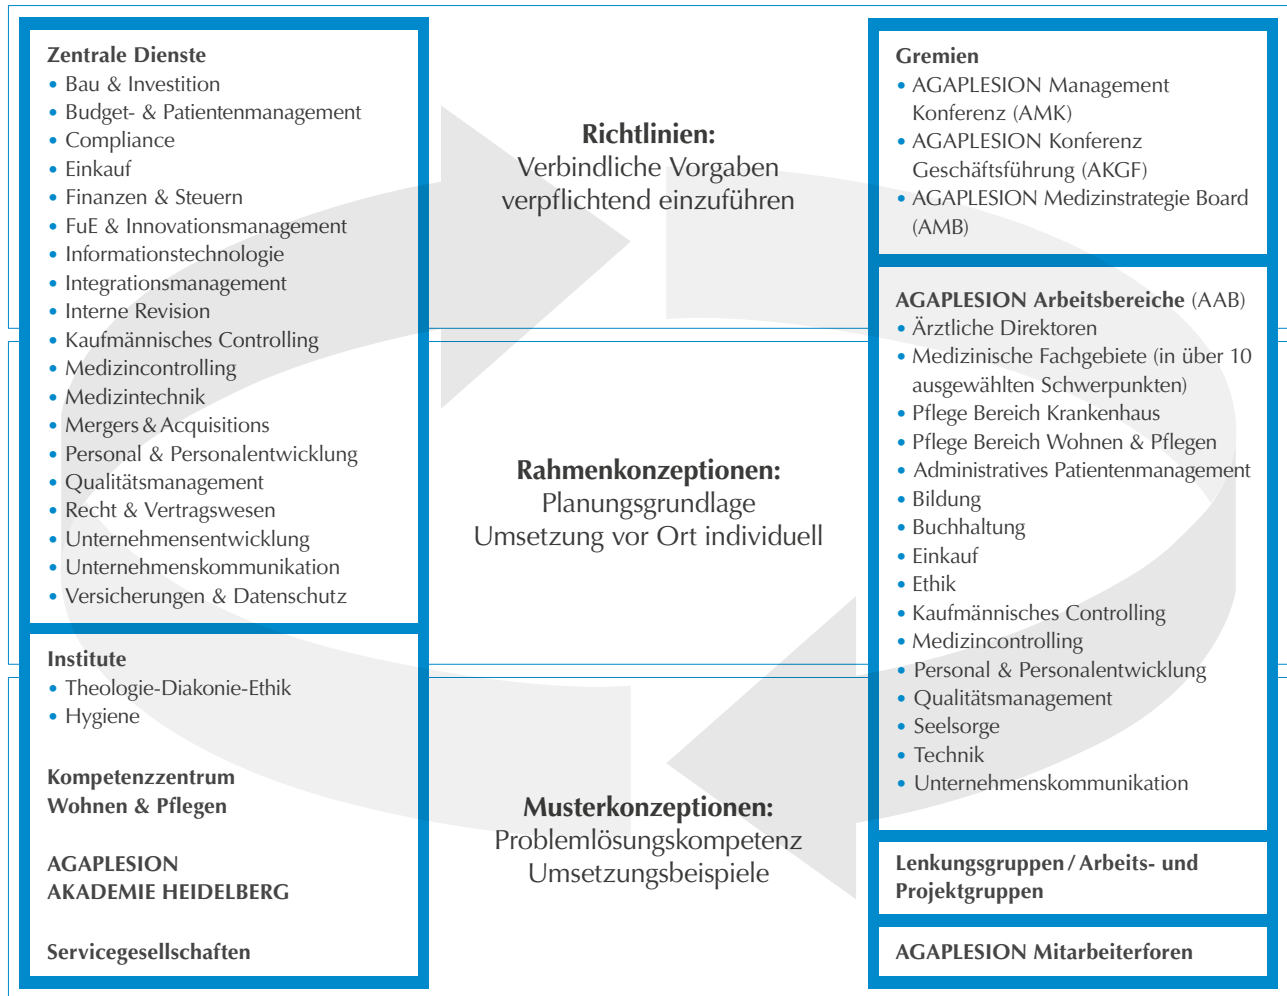 Zentrale Dienste
• Bau & Investition
• Budget- & Patientenmanagement
• Compliance
• Einkauf
• Finanzen & Steuern
• FuE & Innovationsmanagement
• Informationstechnologie
• Integrationsmanagement
• Interne Revision
• Kaufmännisches Controlling
• Medizincontrolling
• Medizintechnik
• Mergers & Acquisitions
• Personal & Personalentwicklung
• Qualitätsmanagement
• Recht & Vertragswesen
• Unternehmensentwicklung
• Unternehmenskommunikation
• Versicherungen & Datenschutz
Institute
• Theologie-Diakonie-Ethik
• Hygiene
Kompetenzzentrum
Wohnen & Pflegen
AGAPLESION
AKADEMIE HEIDELBERG
Servicegesellschaften
Richtlinien:
Verbindliche Vorgaben
verpflichtend einzuführen
Rahmenkonzeptionen:
Planungsgrundlage
Umsetzung vor Ort individuell
Musterkonzeptionen:
Problemlösungskompetenz
Umsetzungsbeispiele
Gremien
• AGAPLESION Management
Konferenz (AMK)
• AGAPLESION Konferenz
Geschäftsführung (AKGF)
• AGAPLESION Medizinstrategie Board
(AMB)
AGAPLESION Arbeitsbereiche (AAB)
• Ärztliche Direktoren
• Medizinische Fachgebiete (in über 10
ausgewählten Schwerpunkten)
• Pflege Bereich Krankenhaus
• Pflege Bereich Wohnen & Pflegen
• Administratives Patientenmanagement
• Bildung
• Buchhaltung
• Einkauf
• Ethik
• Kaufmännisches Controlling
• Medizincontrolling
• Personal & Personalentwicklung
• Qualitätsmanagement
• Seelsorge
• Technik
• Unternehmenskommunikation
Lenkungsgruppen / Arbeits- und
Projektgruppen
AGAPLESION Mitarbeiterforen